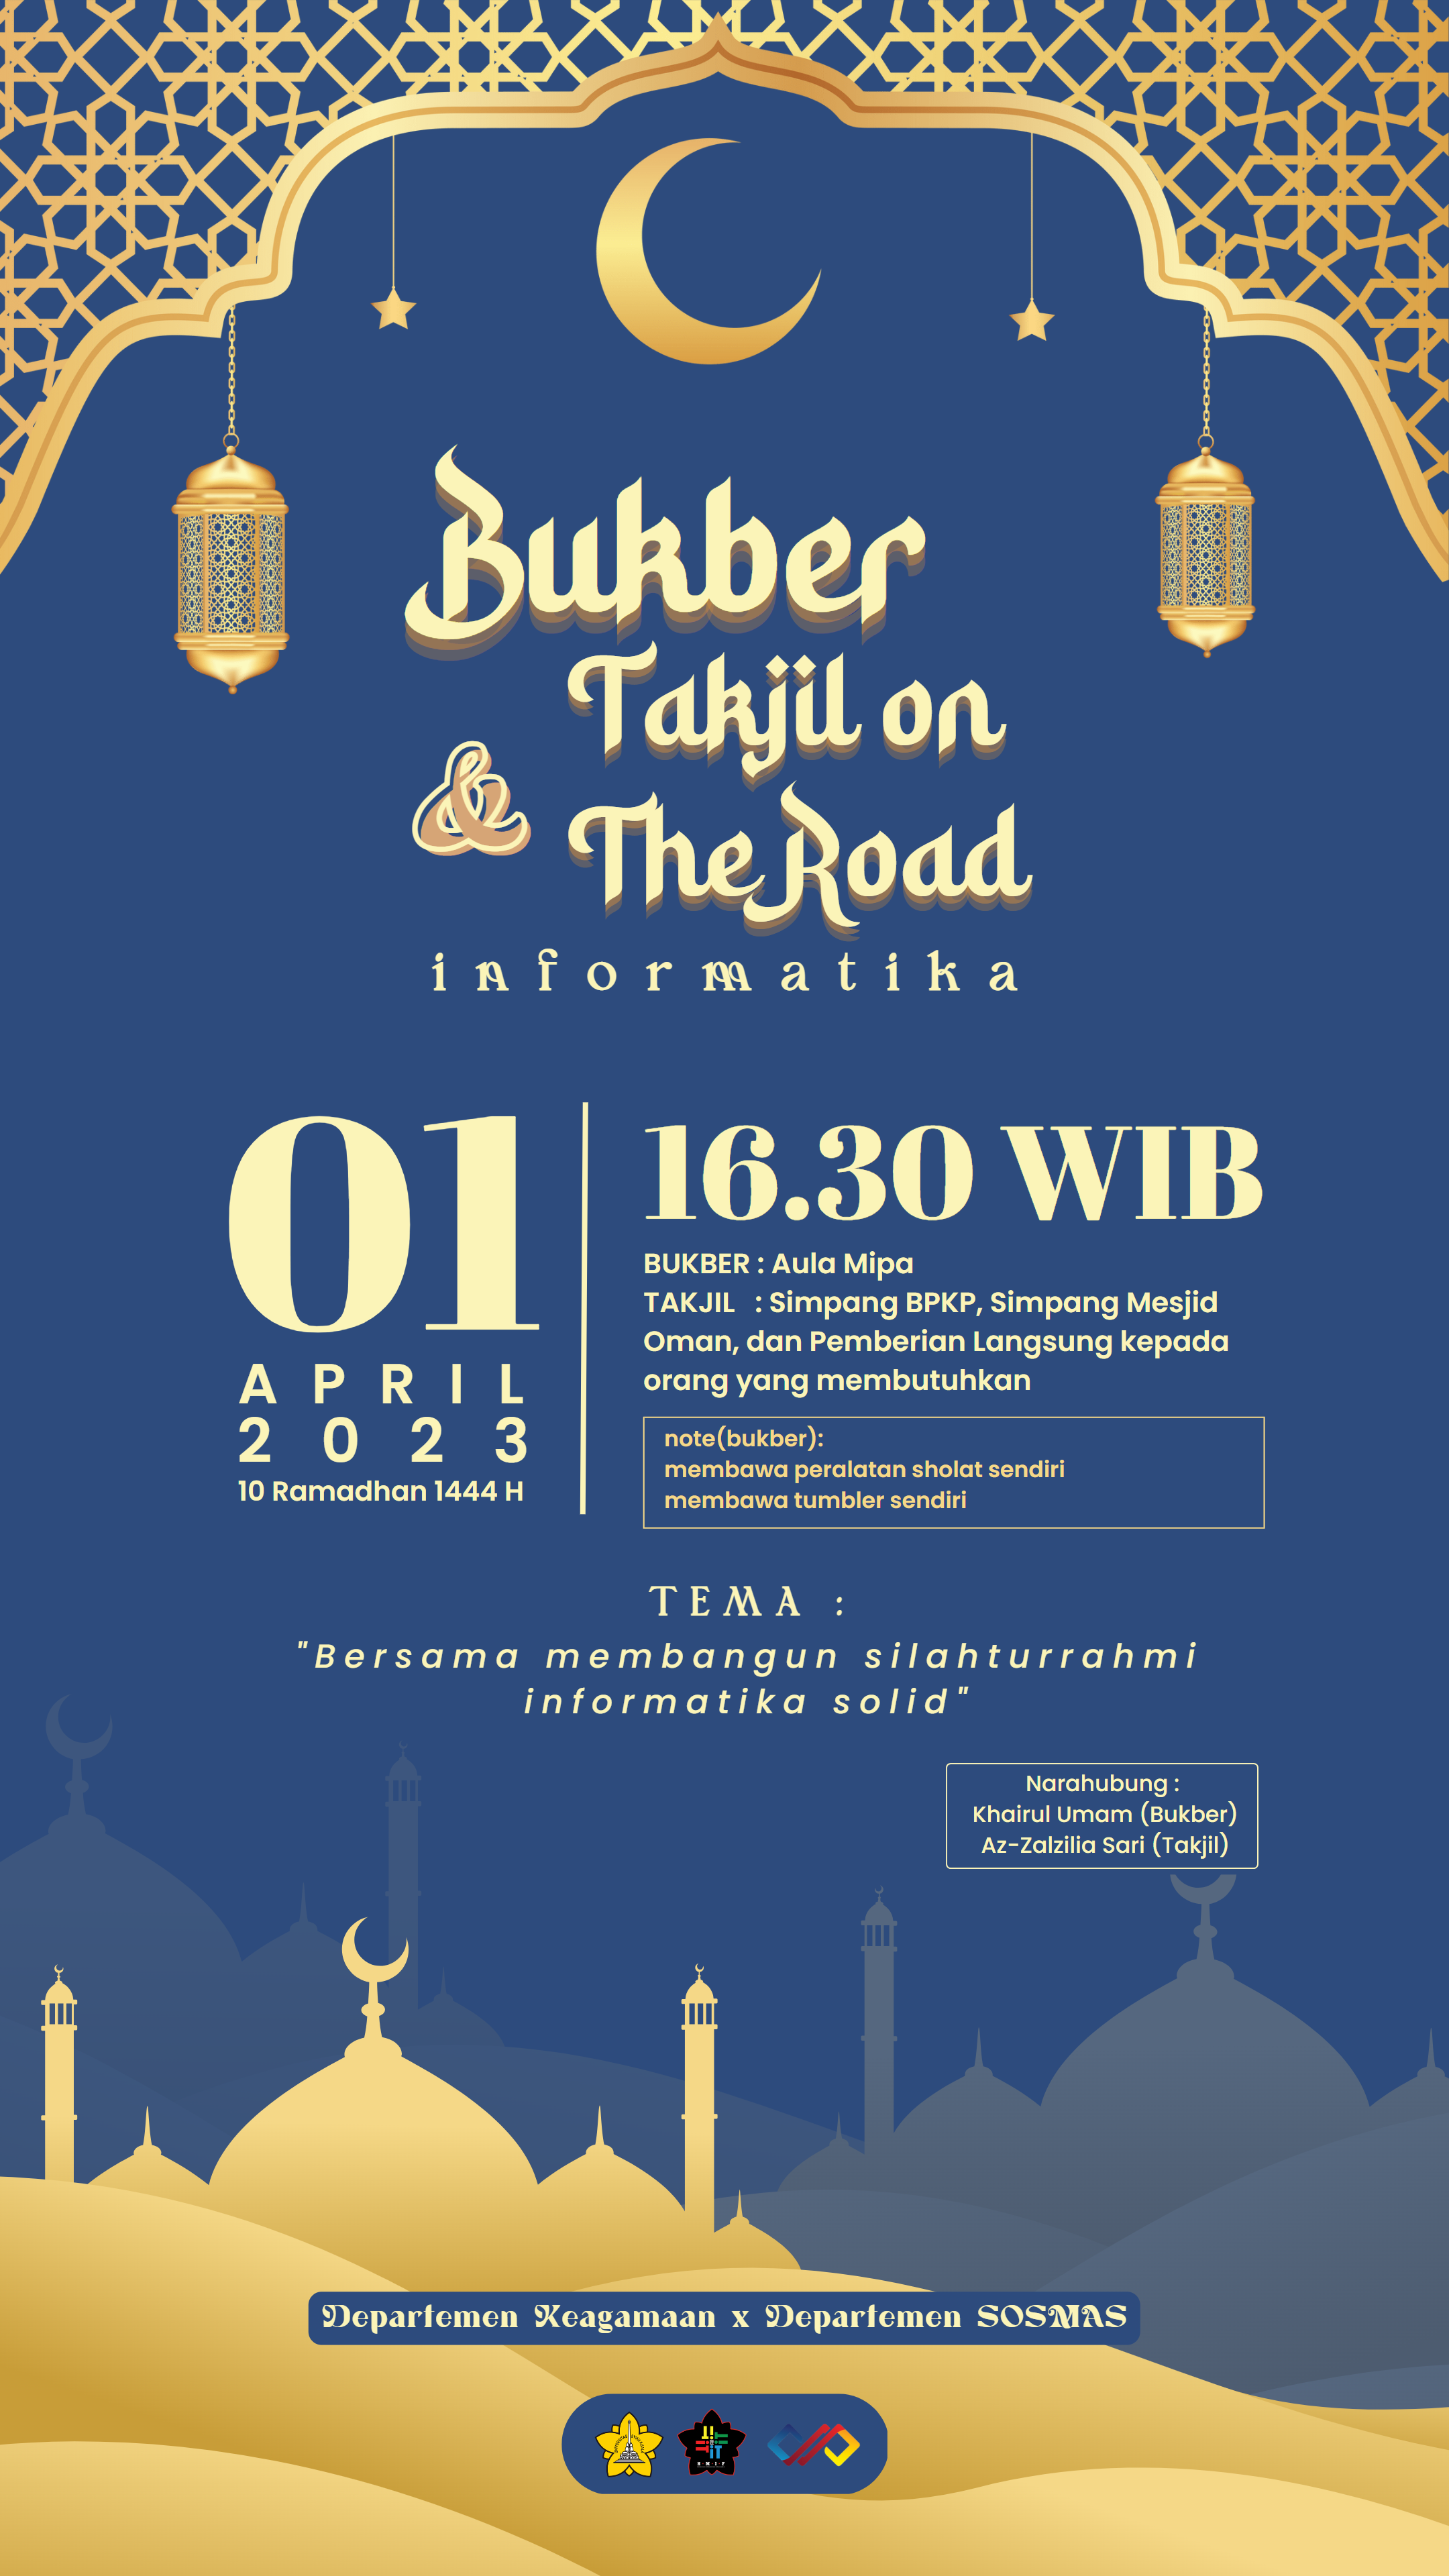 Bukber
& Takjil on
The Road
informatika
01
APRIL
2023
10 Ramadhan 1444 H
16.30 WIB
BUKBER : Aula Mipa
TAKJIL : Simpang BPKP, Simpang Mesjid
Oman, dan Pemberian Langsung kepada
orang yang membutuhkan
note(bukber):
membawa peralatan sholat sendiri
membawa tumbler sendiri
TEMA :
"Bersama membangun silahturrahmi
informatika solid"
Narahubung :
Khairul Umam (Bukber)
Az-Zalzilia Sari (Takjil)
Departemen Keagamaan x Departemen SOSMAS